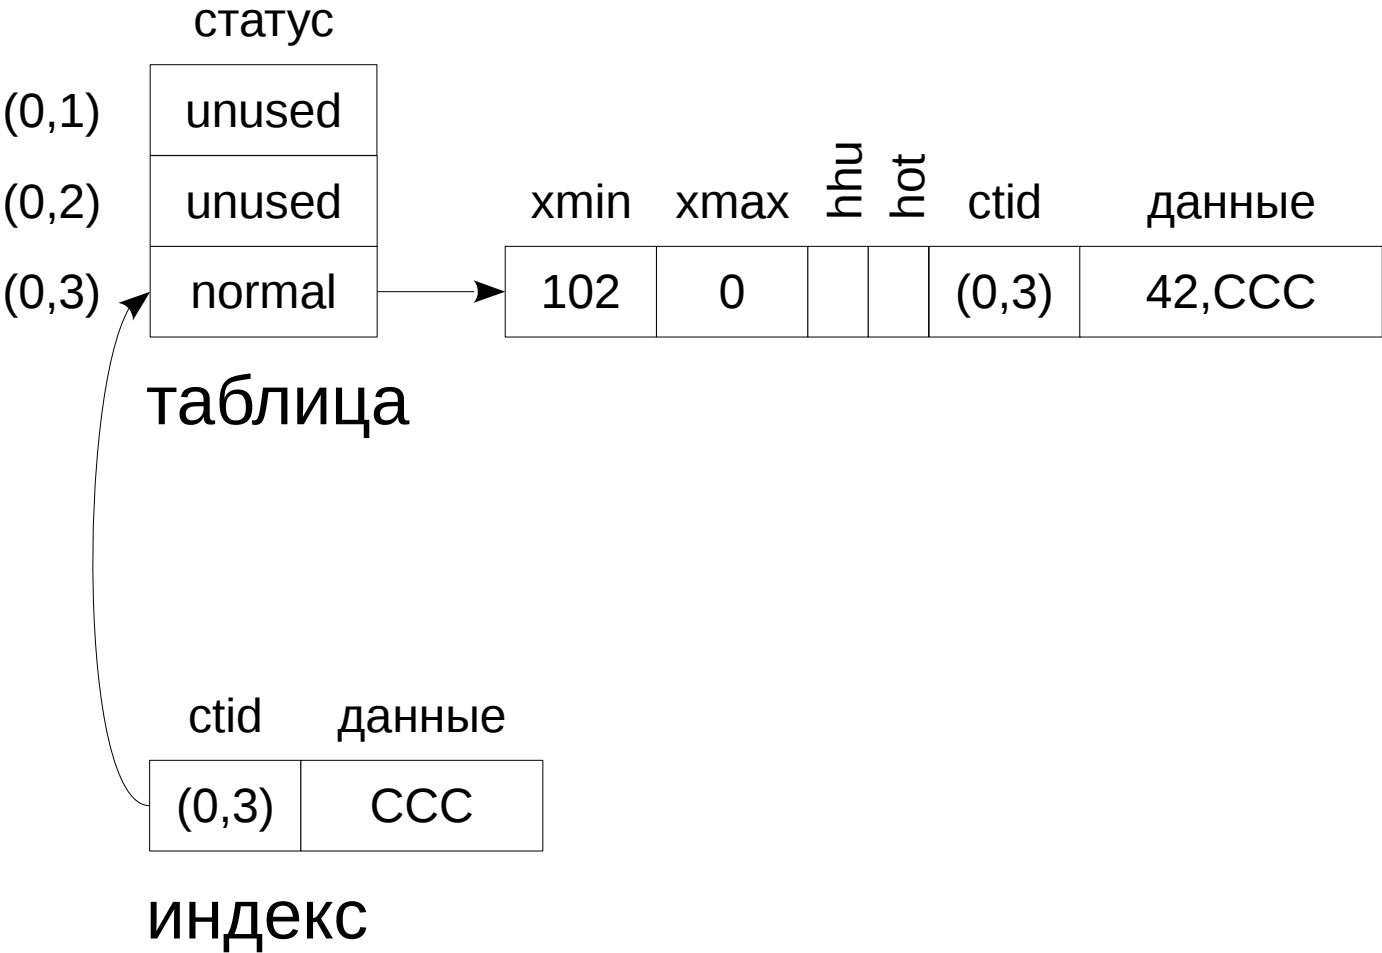 статус
(0,1) unused
(0,2) unused
xmin xmax hhu hot ctid данные
(0,3) normal 102 0 (0,3) 42,CCC
таблица
ctid данные
(0,3) CCC
индекс